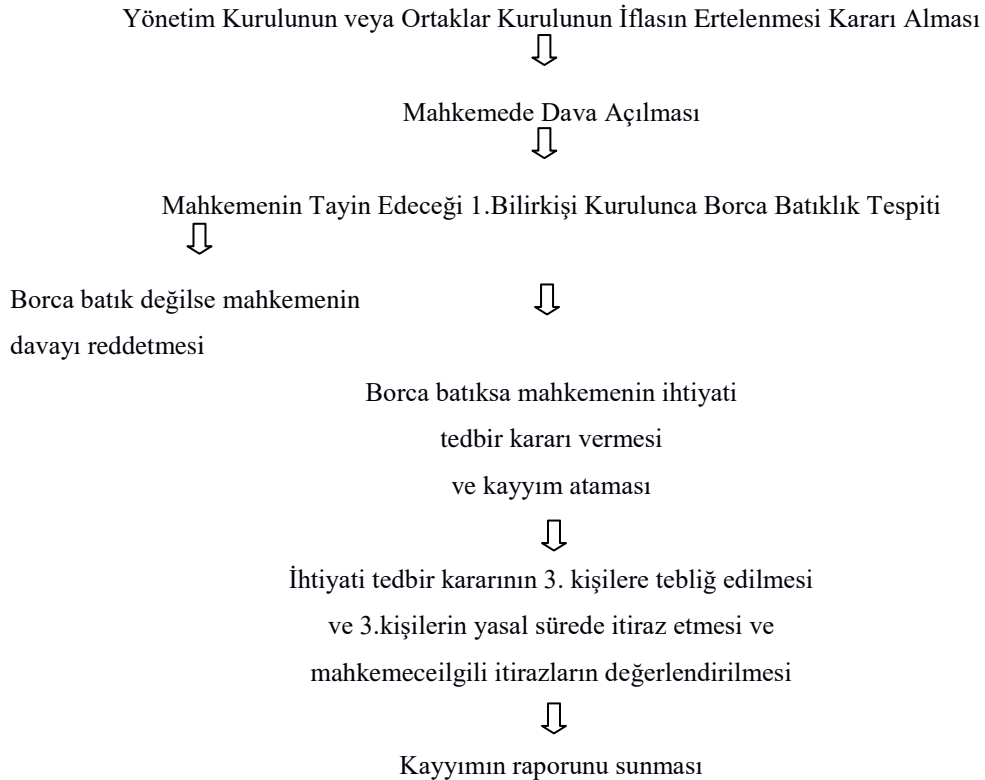 Yönetim Kurulunun veya Ortaklar Kurulunun İflasın Ertelenmesi Kararı Alması
Mahkemede Dava Açılması
Mahkemenin Tayin Edeceği 1.Bilirkişi Kurulunca Borca Batıklık Tespiti
Borca batık değilse mahkemenin
davayı reddetmesi
Borca batıksa mahkemenin ihtiyati
tedbir kararı vermesi
ve kayyım ataması
İhtiyati tedbir kararının 3. kişilere tebliğ edilmesi
ve 3.kişilerin yasal sürede itiraz etmesi ve
mahkemeceilgili itirazların değerlendirilmesi
Kayyımın raporunu sunması